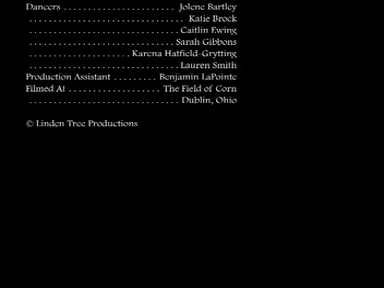 Dancers . . . . . . . . . . . . . . . . . . . . . . . Jolene Bartley
. . . . . . . . . . . . . . . . . . . . . . . . . . . . . . . Katie Brock
. . . . . . . . . . . . . . . . . . . . . . . . . . . . . Caitlin Ewing
. . . . . . . . . . . . . . . . . . . . . . . . . . . . Sarah Gibbons
. . . . . . . . . . . . . . . . . . . . Karena Hatfield-Grytting
. . . . . . . . . . . . . . . . . . . . . . . . . . . . . Lauren Smith
Production Assistant . . . . . . . . . Benjamin LaPointe
Filmed At . . . . . . . . . . . . . . . . . . . The Field of Corn
. . . . . . . . . . . . . . . . . . . . . . . . . . . . . Dublin, Ohio
© Linden Tree Productions